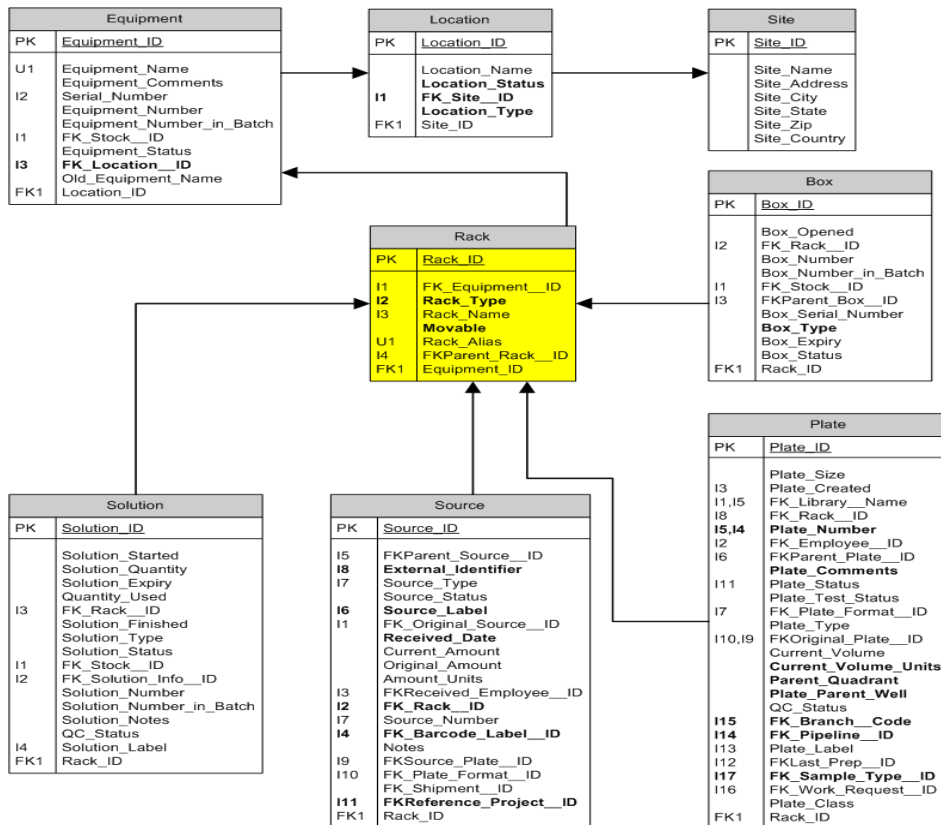 Equipment
PK Equipment_ID
U1 Equipment_Name
Equipment_Comments
I2 Serial_Number
Equipment_Number
Equipment_Number_in_Batch
I1 FK_Stock__ID
Equipment_Status
I3 FK_Location__ID
Old_Equipment_Name
FK1 Location_ID
Location
PK Location_ID
Location_Name
Location_Status
I1 FK_Site__ID
Location_Type
FK1 Site_ID
Site
PK Site_ID
Site_Name
Site_Address
Site_City
Site_State
Site_Zip
Site_Country
Rack
PK Rack_ID
I1 FK_Equipment__ID
I2 Rack_Type
I3 Rack_Name
Movable
U1 Rack_Alias
I4 FKParent_Rack__ID
FK1 Equipment_ID
Box
PK Box_ID
Box_Opened
I2 FK_Rack__ID
Box_Number
Box_Number_in_Batch
I1 FK_Stock__ID
I3 FKParent_Box__ID
Box_Serial_Number
Box_Type
Box_Expiry
Box_Status
FK1 Rack_ID
Solution
PK Solution_ID
Solution_Started
Solution_Quantity
Solution_Expiry
Quantity_Used
I3 FK_Rack__ID
Solution_Finished
Solution_Type
Solution_Status
I1 FK_Stock__ID
I2 FK_Solution_Info__ID
Solution_Number
Solution_Number_in_Batch
Solution_Notes
QC_Status
I4 Solution_Label
FK1 Rack_ID
Source
PK Source_ID
I5 FKParent_Source__ID
I8 External_Identifier
I7 Source_Type
Source_Status
I6 Source_Label
I1 FK_Original_Source__ID
Received_Date
Current_Amount
Original_Amount
Amount_Units
I3 FKReceived_Employee__ID
I2 FK_Rack__ID
I7 Source_Number
I4 FK_Barcode_Label__ID
Notes
I9 FKSource_Plate__ID
I10 FK_Plate_Format__ID
FK_Shipment__ID
I11 FKReference_Project__ID
FK1 Rack_ID
Plate
PK Plate_ID
Plate_Size
I3 Plate_Created
I1,I5 FK_Library__Name
I8 FK_Rack__ID
I5,I4 Plate_Number
I2 FK_Employee__ID
I6 FKParent_Plate__ID
Plate_Comments
I11 Plate_Status
Plate_Test_Status
I7 FK_Plate_Format__ID
Plate_Type
I10,I9 FKOriginal_Plate__ID
Current_Volume
Current_Volume_Units
Parent_Quadrant
Plate_Parent_Well
QC_Status
I15 FK_Branch__Code
I14 FK_Pipeline__ID
I13 Plate_Label
I12 FKLast_Prep__ID
I17 FK_Sample_Type__ID
I16 FK_Work_Request__ID
Plate_Class
FK1 Rack_ID